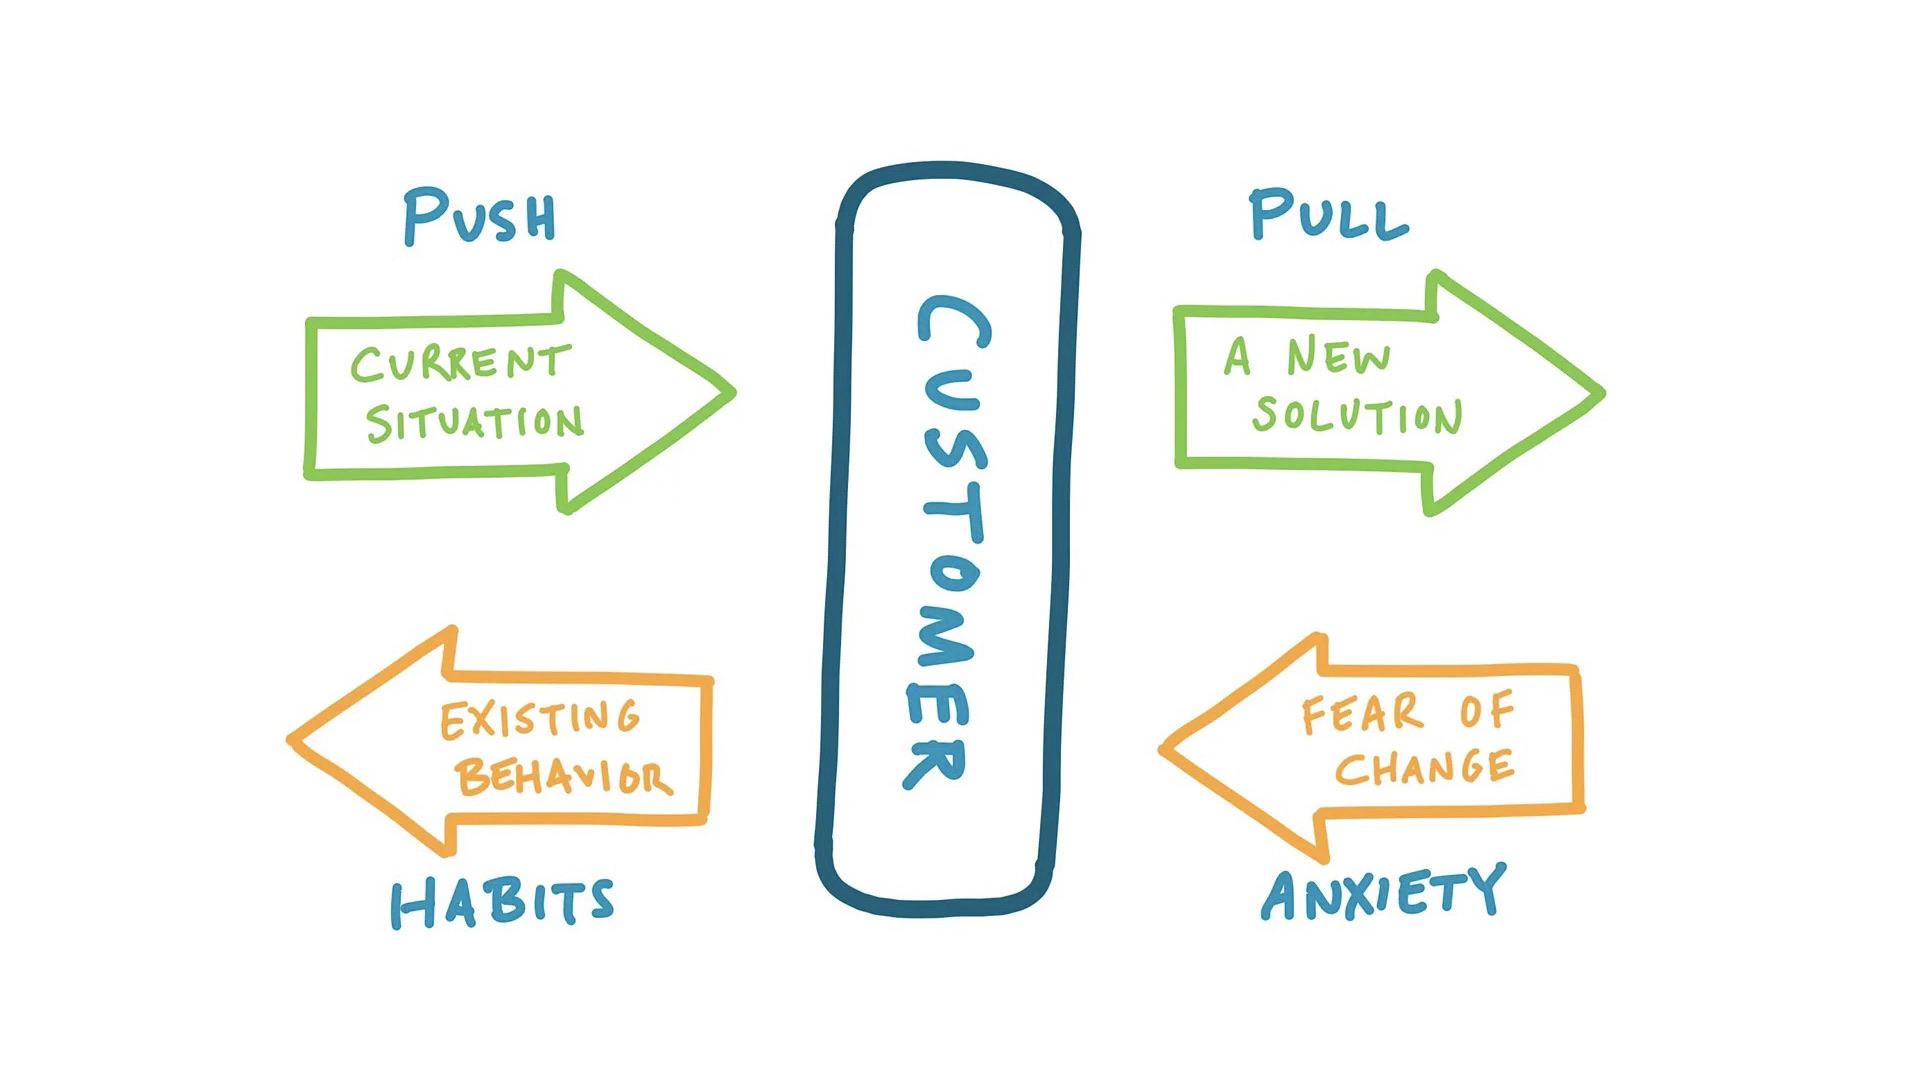 PUSH
CURRENT
SITUATION
CUSTOMER
PULL
A NEW
SOLUTION
EXISTING
BEHAVIOR
HABITS
FEAR OF
CHANGE
ANXIETY